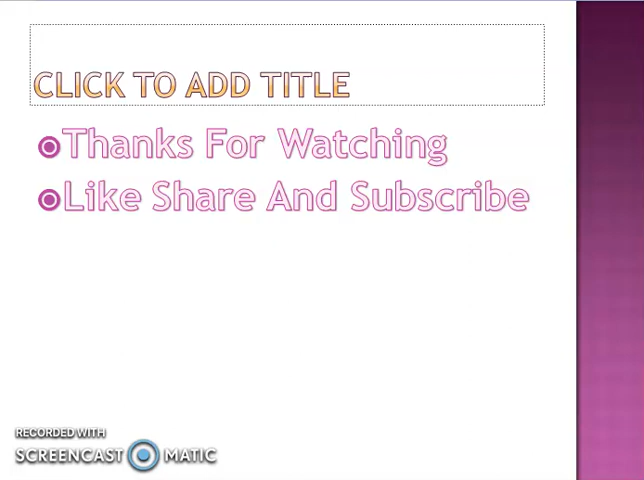 CLICK TO ADD TITLE
Thanks For Watching
Like Share And Subscribe
RECORDED WITH
SCREENCAST MATIC